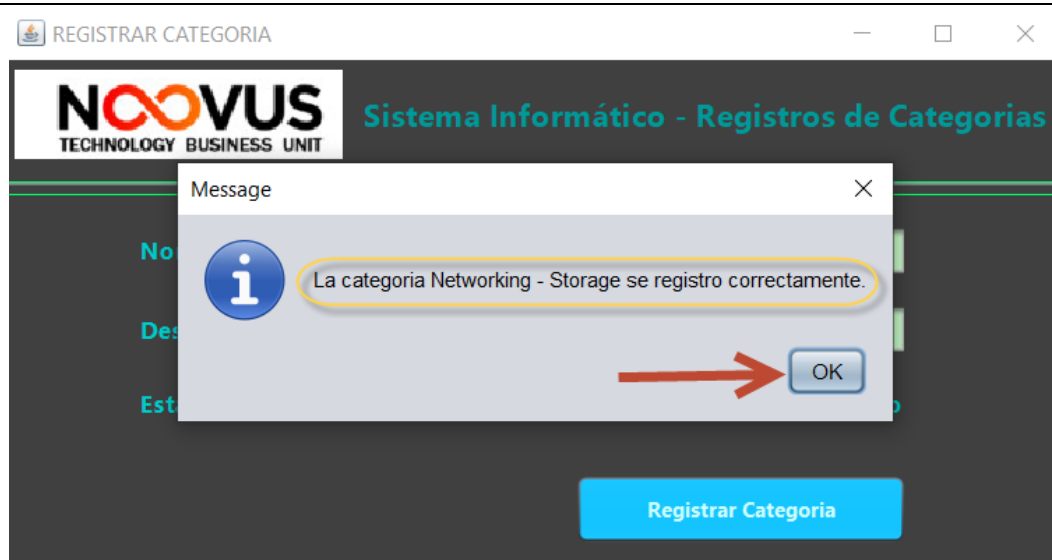 REGISTRAR CATEGORIA
NOOVUS
TECHNOLOGY BUSINESS UNIT
Sistema Informático - Registros de Categorias
Message
La categoria Networking - Storage se registro correctamente.
OK
Registrar Categoria